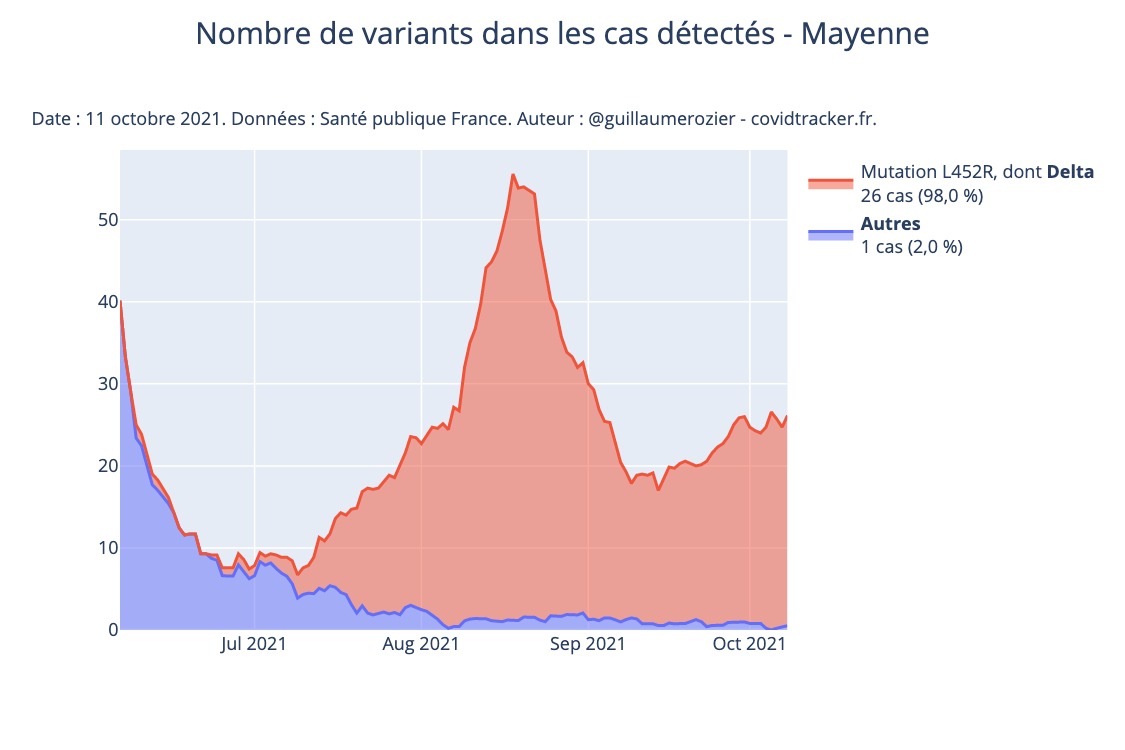 Nombre de variants dans les cas détectés - Mayenne
Date : 11 octobre 2021. Données : Santé publique France. Auteur : @guillaumerozier - covidtracker.fr.
Mutation L452R, dont Delta
26 cas (98,0 %)
Autres
1 cas (2,0 %)
50
40
30
20
10
0
Jul 2021 Aug 2021 Sep 2021 Oct 2021